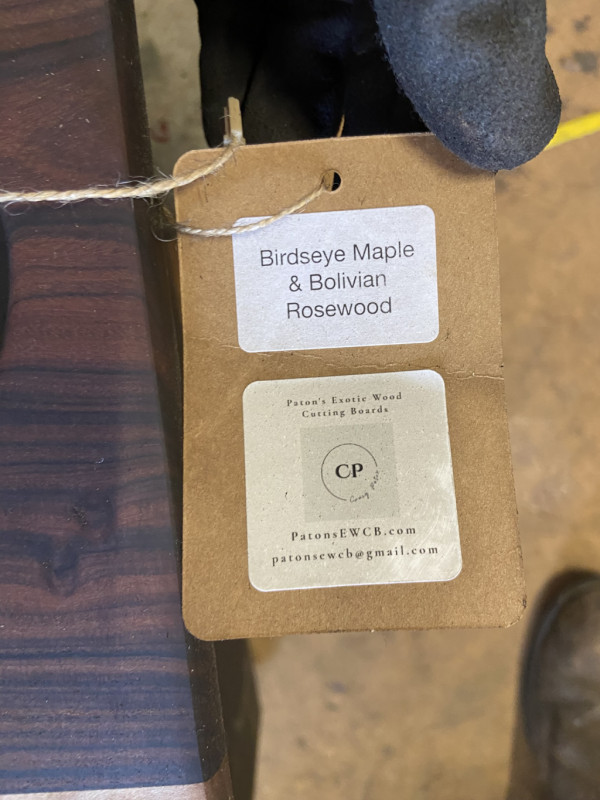 Birdseye Maple
& Bolivian
Rosewood
Paton's Exotic Wood
Cutting Boards
CP
PatonsEWCB.com
patonsewcb@gmail.com